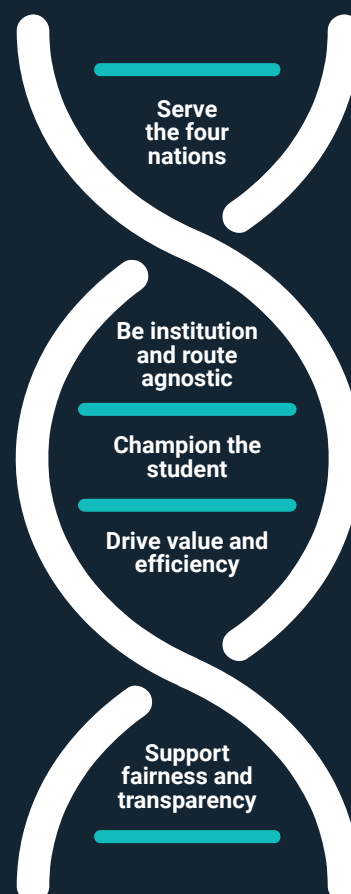 Serve
the four
nations
Be institution
and route
agnostic
Champion the
student
Drive value and
efficiency
Support
fairness and
transparency